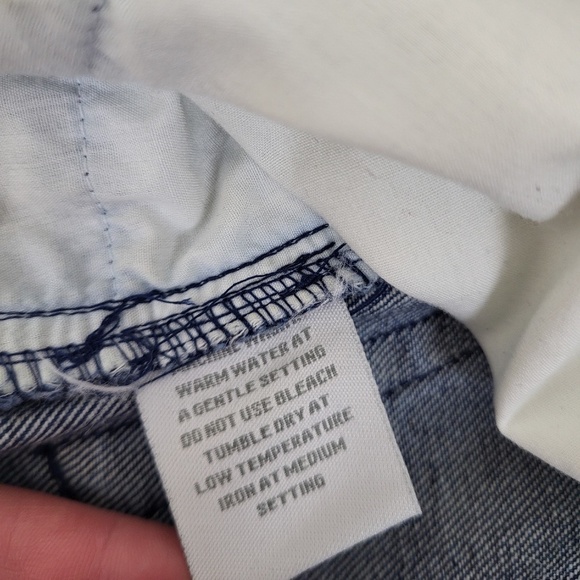 WARM WATER AT
A GENTLE SETTING
DO NOT USE BLEACH
TUMBLE DRY AT
LOW TEMPERATURE
IRON AT MEDIUM
SETTING